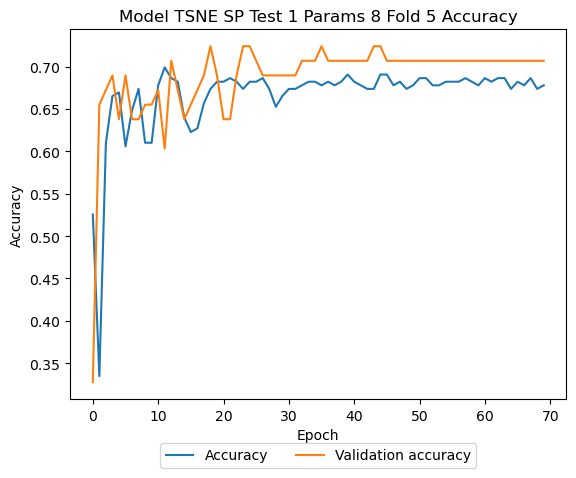 Model TSNE SP Test 1 Params 8 Fold 5 Accuracy
0.70
0.65
0.60
0.55
0.50
0.45
0.40
0.35
Accuracy
0 10 20 30 40 50 60 70
Epoch
Accuracy Validation accuracy